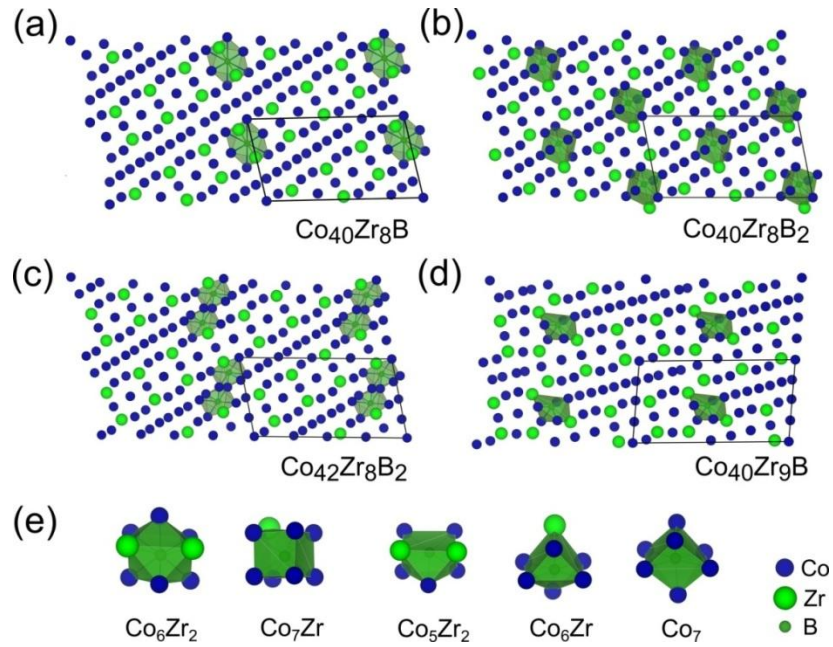 (a)
(b)
Co40Zr8B
Co40Zr8B2
(c)
(d)
Co42Zr8B2
Co40Zr9B
(e)
Co
Zr
B
Co6Zr2
Co7Zr
Co5Zr2
Co6Zr
Co7